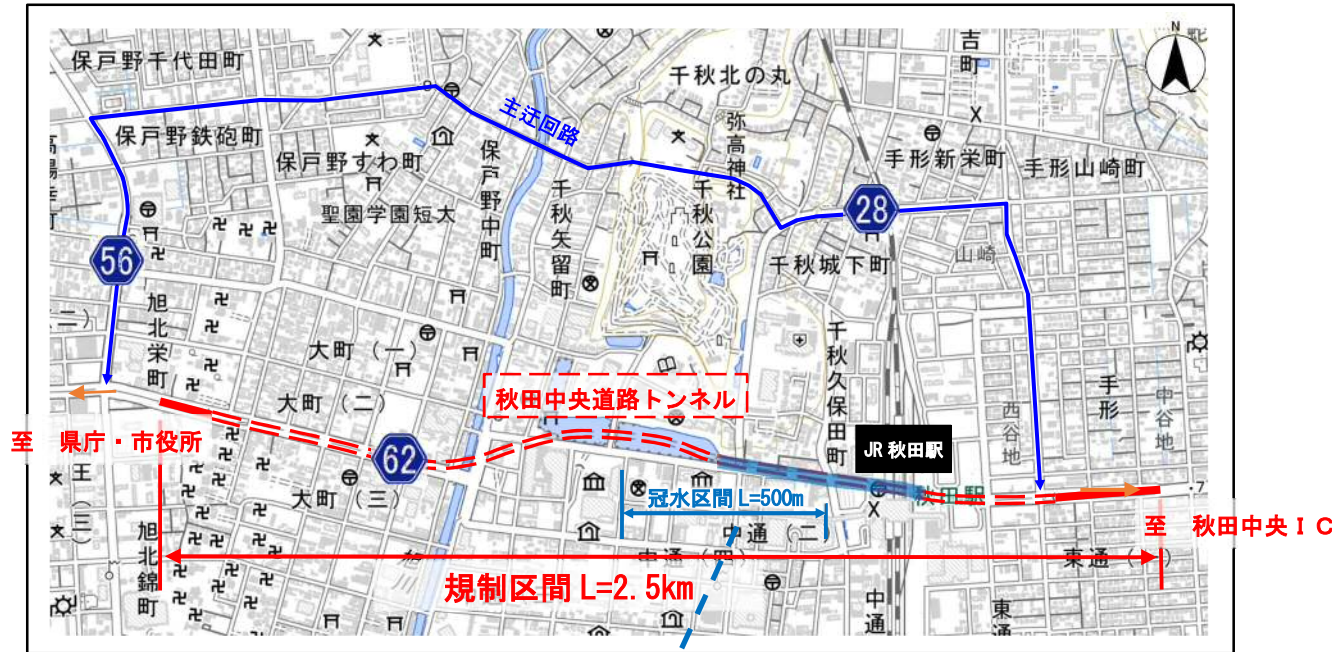 N
吉町
保戸野千代田町
千秋北の丸
主迂回路
保戸野鉄砲町
弥高神社
手形新栄町
手形山崎町
保戸野すわ町
保戸野中町
聖園学園短大
千秋矢留町
千秋公園
28
56
千秋城下町
山崎
旭北栄町
大町(一)
千秋久保田町
手形
中谷地
西谷地
大町(二)
秋田中央道路トンネル
至 県庁・市役所
62
JR 秋田駅
秋田駅
大町(三)
冠水区間 L=500m
中通(二)
至 秋田中央IC
中通(四)
旭北錦町
規制区間 L=2.5km
中通
東通